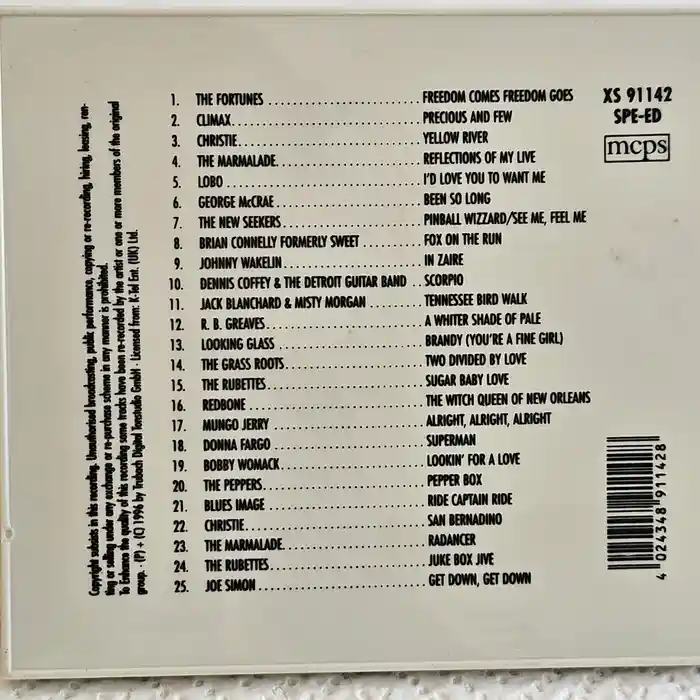 1. THE FORTUNES ........................ FREEDOM COMES FREEDOM GOES
2. CLIMAX ........................ PRECIOUS AND FEW
3. CHRISTIE ........................ YELLOW RIVER
4. THE MARMALADE ........................ REFLECTIONS OF MY LIVE
5. LOBO ........................ I'D LOVE YOU TO WANT ME
6. GEORGE McCRAE ........................ BEEN SO LONG
7. THE NEW SEEKERS ........................ PINBALL WIZZARD/SEE ME, FEEL ME
8. BRIAN CONNELLY FORMERLY SWEET .......... FOX ON THE RUN
9. JOHNNY WAKELIN ........................ IN ZAIRE
10. DENNIS COFFEY & THE DETROIT GUITAR BAND .. SCORPIO
11. JACK BLANCHARD & MISTY MORGAN ......... TENNESSEE BIRD WALK
12. R. B. GREAVES ........................ A WHITER SHADE OF PALE
13. LOOKING GLASS ........................ BRANDY (YOU'RE A FINE GIRL)
14. THE GRASS ROOTS ........................ TWO DIVIDED BY LOVE
15. THE RUBETTES ........................ SUGAR BABY LOVE
16. REDBONE ........................ THE WITCH QUEEN OF NEW ORLEANS
17. MUNGO JERRY ........................ ALRIGHT, ALRIGHT, ALRIGHT
18. DONNA FARGO ........................ SUPERMAN
19. BOBBY WOMACK ........................ LOOKIN' FOR A LOVE
20. THE PEPPERS ........................ PEPPER BOX
21. BLUES IMAGE ........................ RIDE CAPTAIN RIDE
22. CHRISTIE ........................ SAN BERNADINO
23. THE MARMALADE ........................ RADANCER
24. THE RUBETTES ........................ JUKE BOX JIVE
25. JOE SIMON ........................ GET DOWN, GET DOWN
XS 91142
SPE-ED
mcps
4 024348 911428
Copyright subsists in this recording. Unauthorised broadcasting, public performance, copying or re-recording, hiring, leasing, ren-
ting or selling under any exchange or re-purchase scheme in any manner is prohibited.
To Enhance the quality of this recording some tracks have been re-recorded by the artist or one or more members of the original
group. · (P) + (C) 1996 by Trebach Digital Tonstudio GmbH · Licensed from: K-Tel Ent. (UK) Ltd.